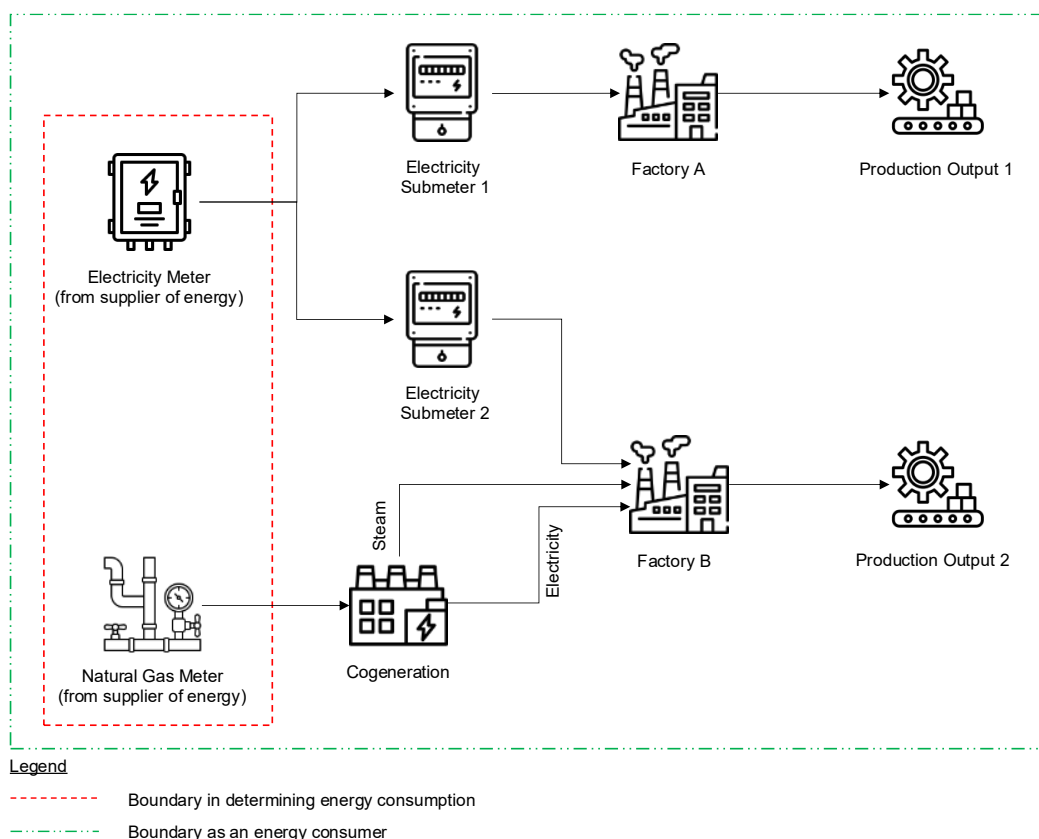 Electricity
Submeter 1
Factory A
Production Output 1
Electricity Meter
(from supplier of energy)
Electricity
Submeter 2
Steam
Electricity
Factory B
Production Output 2
Natural Gas Meter
(from supplier of energy)
Cogeneration
Legend
Boundary in determining energy consumption
Boundary as an energy consumer